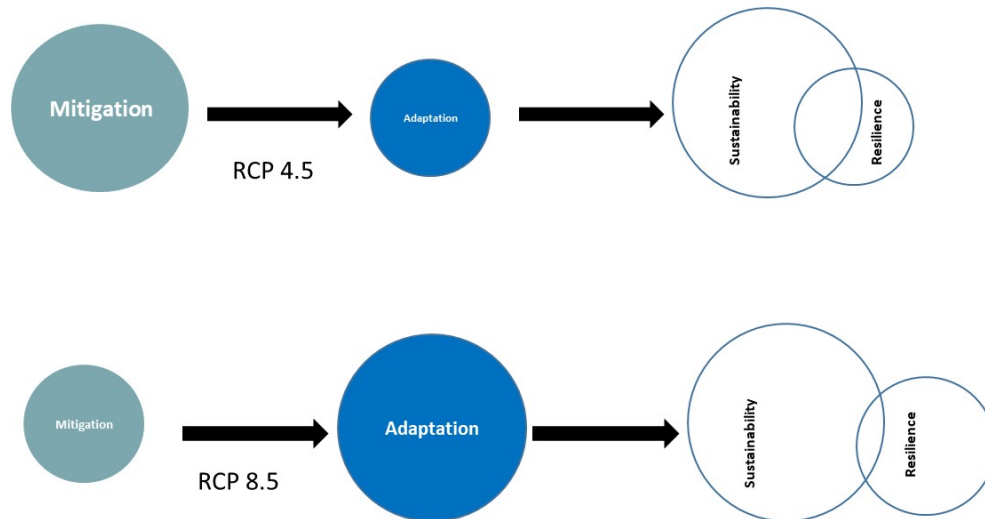 Mitigation
Adaptation
Sustainability
Resilience
RCP 4.5
Mitigation
Adaptation
Sustainability
Resilience
RCP 8.5